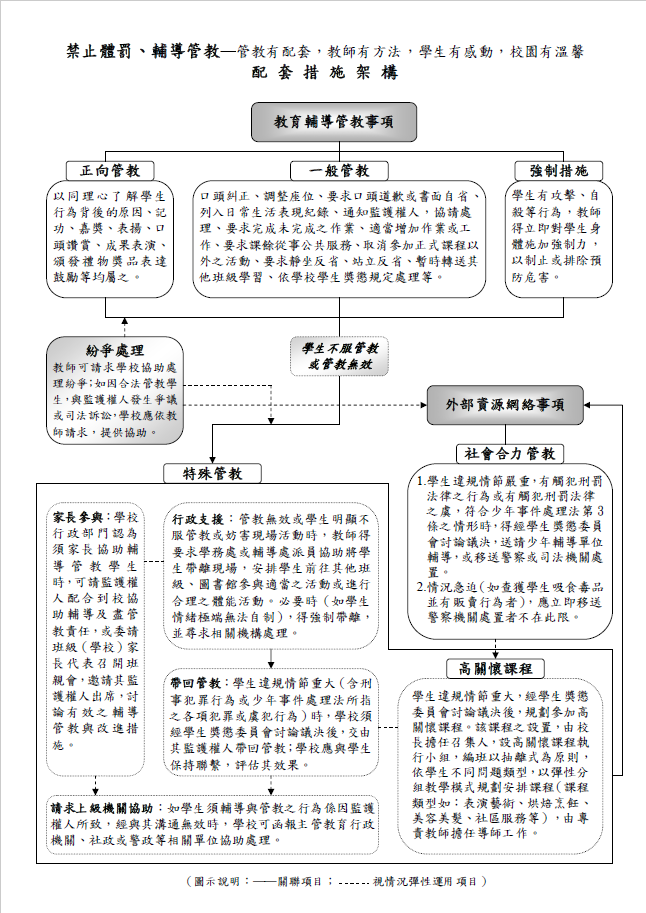 禁止體罰、輔導管教—管教有配套，教師有方法，學生有感動，校園有溫馨
配套措施架構
教育輔導管教事項
正向管教
以同理心了解學生
行為背後的原因、記
功、嘉獎、表揚、口
頭讚賞、成果表演、
頒發禮物獎品表達
鼓勵等均屬之。
一般管教
口頭糾正、調整座位、要求口頭道歉或書面自省、
列入日常生活表現紀錄、通知監護權人，協請處
理、要求完成未完成之作業、適當增加作業或工
作、要求課餘從事公共服務、取消參加正式課程以
外之活動、要求靜坐反省、站立反省、暫時轉送其
他班級學習、依學校學生獎懲規定處理等。
強制措施
學生有攻擊、自
殺等行為，教師
得立即對學生身
體施加強制力，
以制止或排除預
防危害。
紛爭處理
教師可請求學校協助處
理紛爭；如因合法管教學
生，與監護權人發生爭議
或司法訴訟，學校應依教
師請求，提供協助。
學生不服管教
或管教無效
外部資源網絡事項
社會合力管教
1.學生違規情節嚴重，有觸犯刑罰
法律之行為或有觸犯刑罰法律
之虞，符合少年事件處理法第3
條之情形時，得經學生獎懲委員
會討論議決，送請少年輔導單位
輔導，或移送警察或司法機關處
置。
2.情況急迫（如查獲學生吸食毒品
並有販賣行為者），應立即移送
警察機關處置者不在此限。
特殊管教
家長參與：學校
行政部門認為
須家長協助輔
導管教學生
時，可請監護權
人配合到校協
助輔導及盡管
教責任，或委請
班級（學校）家
長代表召開班
親會，邀請其監
護權人出席，討
論有效之輔導
管教與改進措
施。
行政支援：管教無效或學生明顯不
服管教或妨害現場活動時，教師得
要求學務處或輔導處派員協助將學
生帶離現場，安排學生前往其他班
級、圖書館參與適當之活動或進行
合理之體能活動。必要時（如學生
情緒極端無法自制），得強制帶離，
並尋求相關機構處理。
帶回管教：學生違規情節重大（含刑
事犯罪行為或少年事件處理法所指
之各項犯罪或虞犯行為）時，學校須
經學生獎懲委員會討論議決後，交由
其監護權人帶回管教；學校應與學生
保持聯繫，評估其效果。
高關懷課程
學生違規情節重大，經學生獎懲
委員會討論議決後，規劃參加高
關懷課程。該課程之設置，由校
長擔任召集人，設高關懷課程執
行小組，編班以抽離式為原則，
依學生不同問題類型，以彈性分
組教學模式規劃安排課程（課程
類型如：表演藝術、烘焙烹飪、
美容美髮、社區服務等），由專
責教師擔任導師工作。
請求上級機關協助：如學生須輔導與管教之行為係因監護
權人所致，經與其溝通無效時，學校可函報主管教育行政
機關、社政或警政等相關單位協助處理。
（圖示說明：——關聯項目；------視情況彈性運用項目）